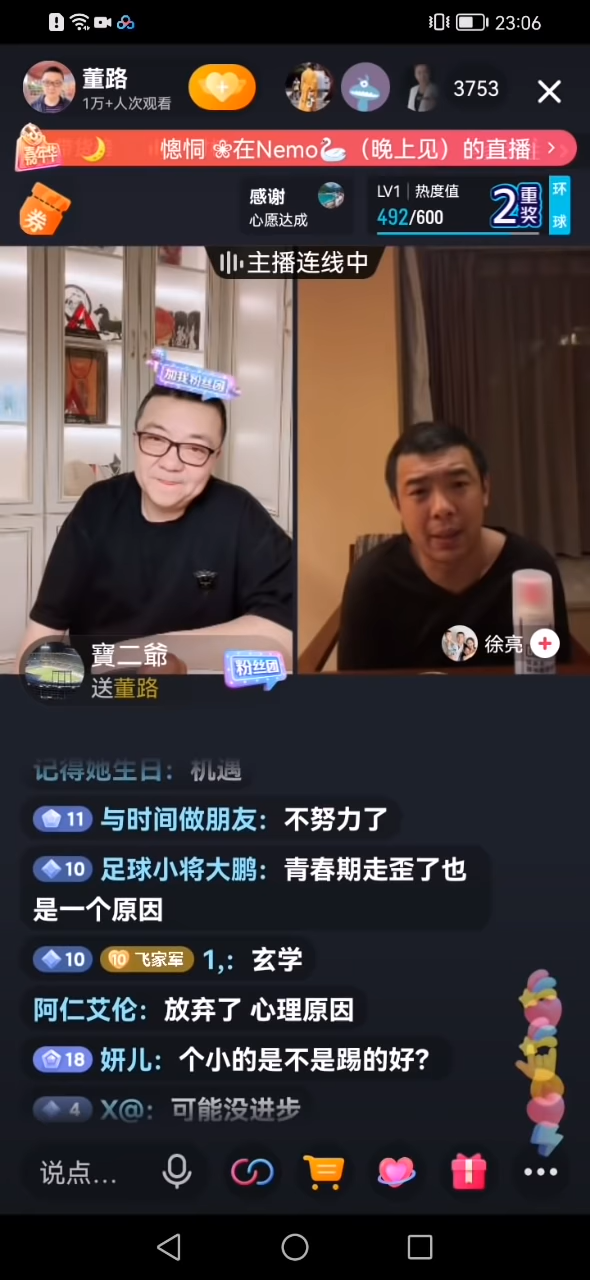 23:06
董路
1万+人次观看
3753
嘉年华
憁恫 ❀在Nemo🦢（晚上见）的直播
券
感谢
心愿达成
LV1｜热度值
492/600
2重奖
环球
主播连线中
加我粉丝团
寶二爺
送董路
粉丝团
徐亮
记得她生日：机遇
11 与时间做朋友：不努力了
10 足球小将大鹏：青春期走歪了也
是一个原因
10 10 飞家军 1,：玄学
阿仁艾伦：放弃了 心理原因
18 妍儿：个小的是不是踢的好？
4 X@：可能没进步
说点...